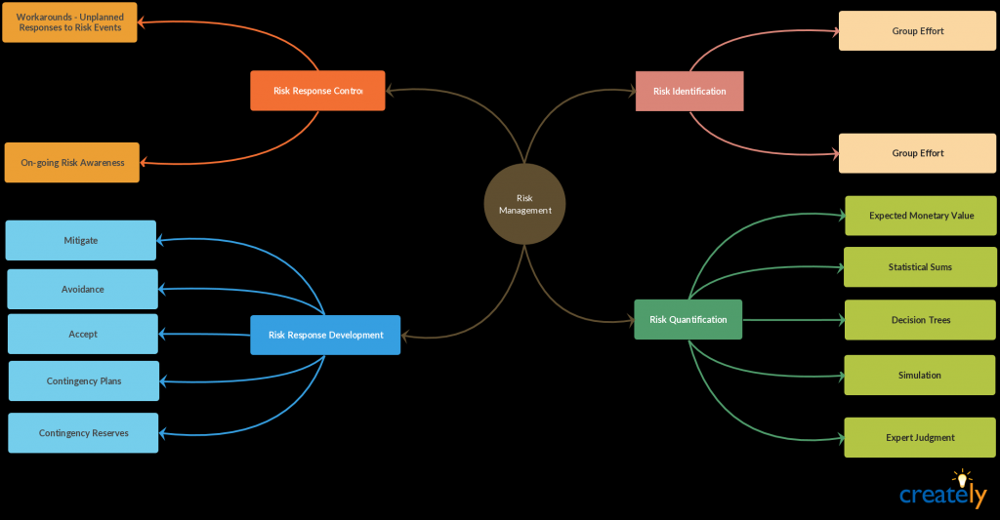 Workarounds - Unplanned
Responses to Risk Events
Group Effort
Risk Response Contro
Risk Identification
On-going Risk Awareness
Group Effort
Risk
Management
Mitigate
Expected Monetary Value
Avoidance
Statistical Sums
Accept
Risk Response Development
Risk Quantification
Decision Trees
Contingency Plans
Simulation
Contingency Reserves
Expert Judgment
creately